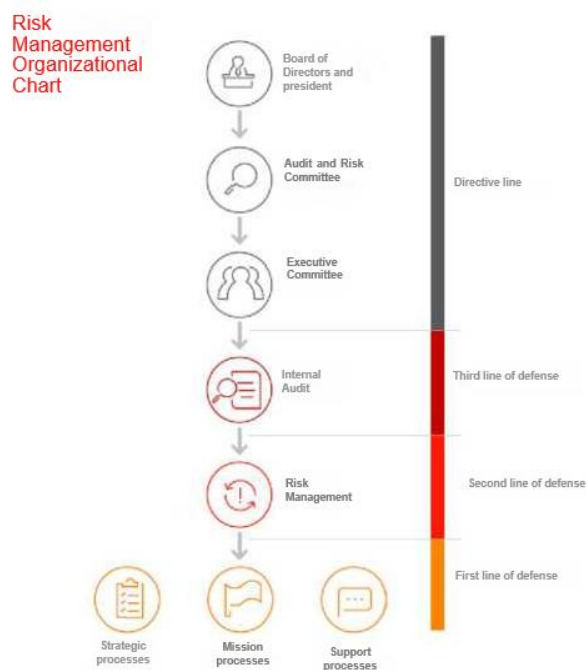 Risk
Management
Organizational
Chart
Board of
Directors and
president
Audit and Risk
Committee
Directive line
Executive
Committee
Internal
Audit
Third line of defense
Risk
Management
Second line of defense
First line of defense
Strategic
processes
Mission
processes
Support
processes